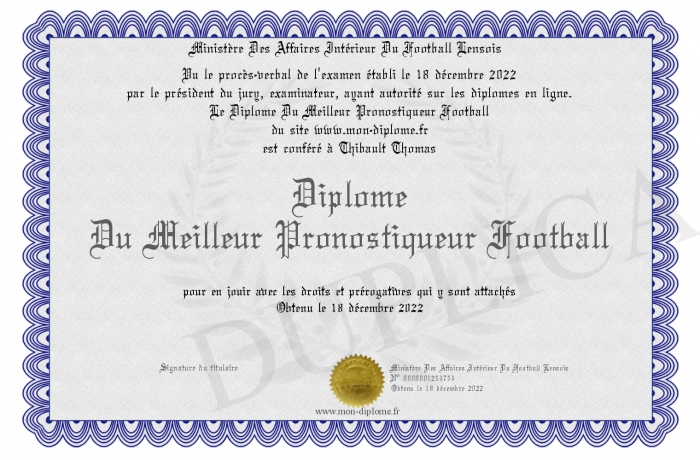 Ministère Des Affaires Intérieur Du Football Lensois
Vu le procès-verbal de l'examen établi le 18 décembre 2022
par le président du jury, examinateur, ayant autorité sur les diplomes en ligne.
Le Diplome Du Meilleur Pronostiqueur Football
du site www.mon-diplome.fr
est conféré à Thibault Thomas
Diplome
Du Meilleur Pronostiqueur Football
DUPLICA
pour en jouir avec les droits et prérogatives qui y sont attachés
Obtenu le 18 décembre 2022
Signature du titulaire
Ministère Des Affaires Intérieur Du Football Lensois
N°
Obtenu le 18 décembre 2022
www.mon-diplome.fr